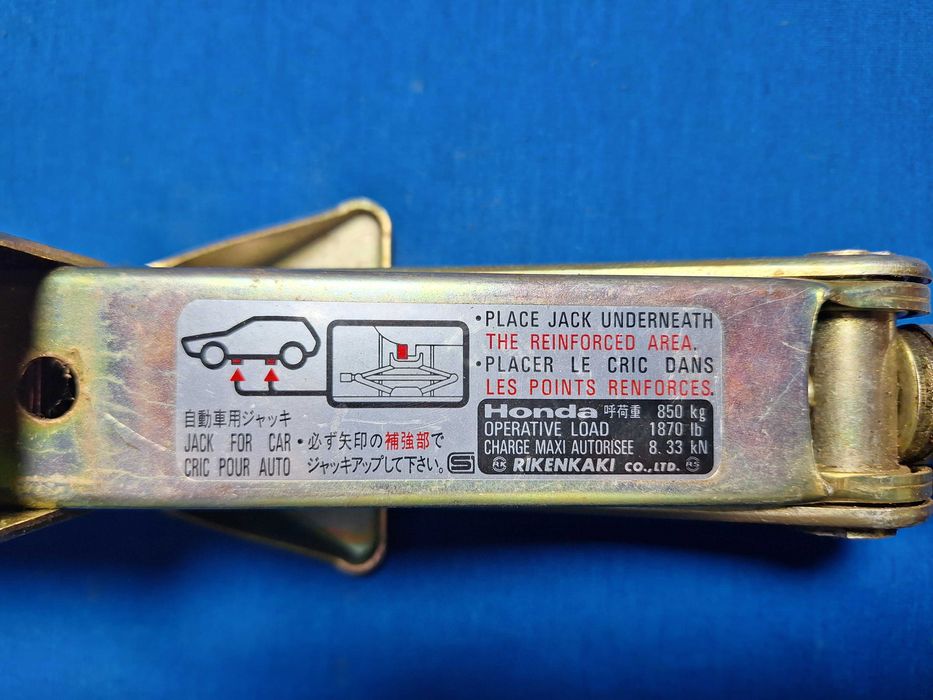 自動車用ジャッキ
JACK FOR CAR
CRIC POUR AUTO
・必ず矢印の補強部で
ジャッキアップして下さい。
•PLACE JACK UNDERNEATH
THE REINFORCED AREA.
•PLACER LE CRIC DANS
LES POINTS RENFORCES.
Honda 呼荷重 850 kg
OPERATIVE LOAD 1870 lb
CHARGE MAXI AUTORISEE 8.33 kN
RIKENKAKI CO.,LTD.